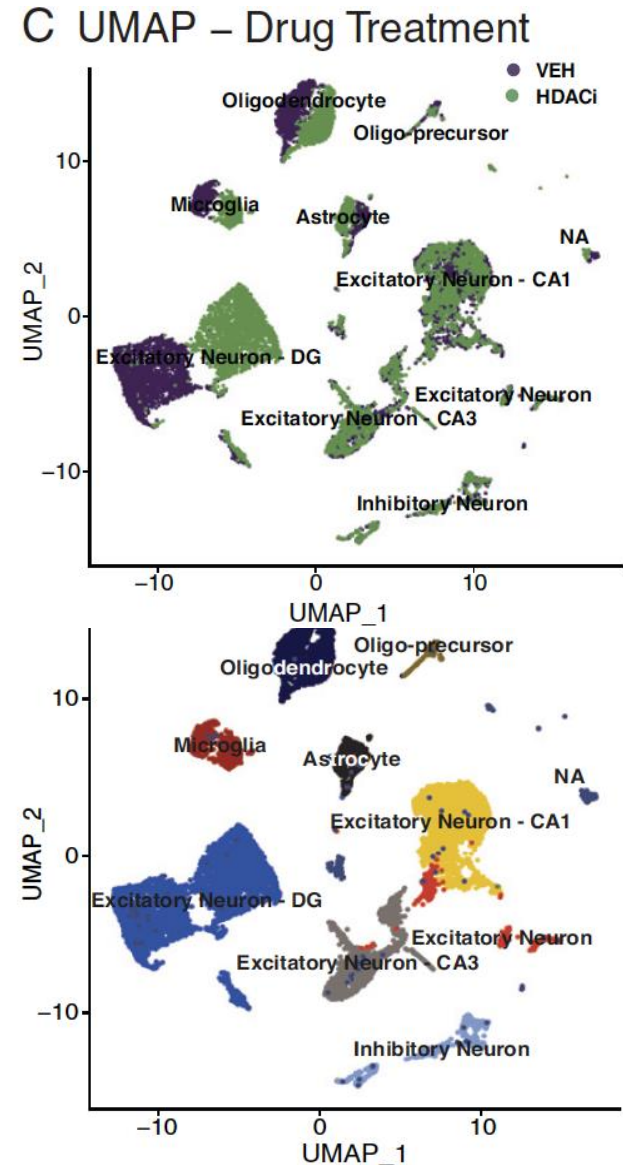 C UMAP – Drug Treatment
VEH
HDACi
Oligodendrocyte
Oligo-precursor
10
Microglia
Astrocyte
NA
Excitatory Neuron - CA1
UMAP_2
0
Excitatory Neuron - DG
Excitatory Neuron
Excitatory Neuron - CA3
−10
Inhibitory Neuron
−10 0 10
UMAP_1
Oligo-precursor
Oligodendrocyte
10
Microglia
Astrocyte
NA
Excitatory Neuron - CA1
UMAP_2
0
Excitatory Neuron - DG
Excitatory Neuron
Excitatory Neuron - CA3
−10
Inhibitory Neuron
−10 0 10
UMAP_1